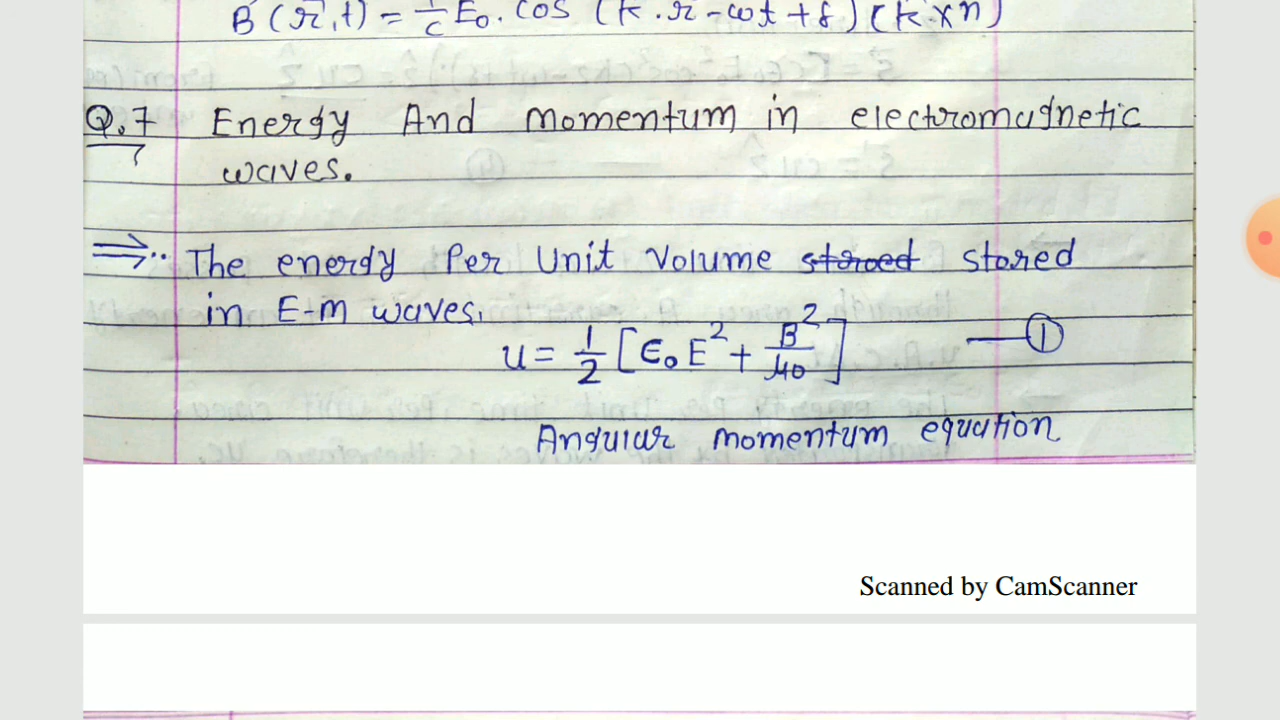 B(r,t) = 1/c E₀. cos (k.r - ωt + δ) (k×n)
Q.7 Energy And momentum in electromagnetic
waves.
⇒.. The energy Per Unit Volume storoed stored
in E-m waves.
u = 1/2 [ϵ₀E² + B²/μ0] —①
Angular momentum equation
Scanned by CamScanner